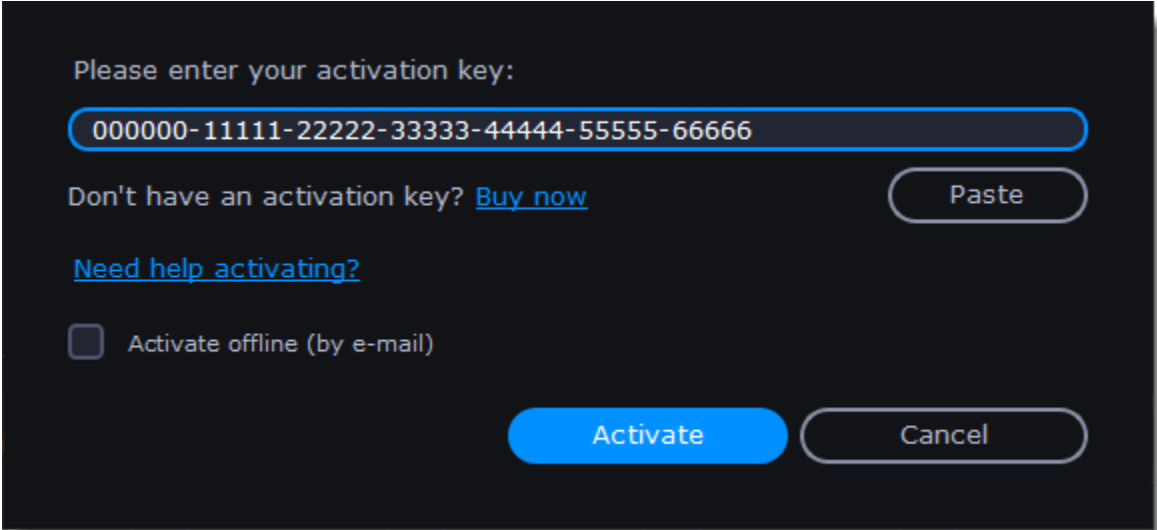 Please enter your activation key:
000000-11111-22222-33333-44444-55555-66666
Don't have an activation key? Buy now
Paste
Need help activating?
Activate offline (by e-mail)
Activate
Cancel